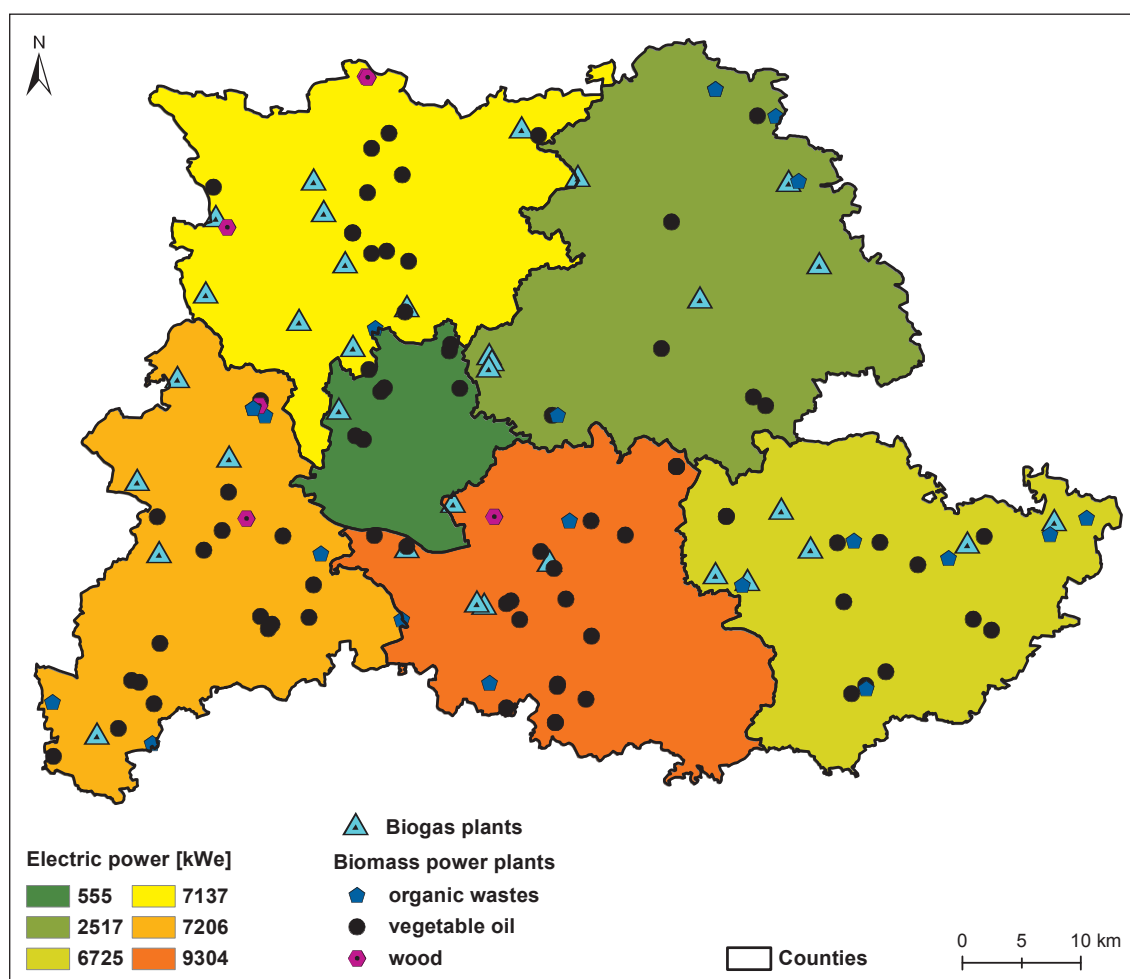 N
Biogas plants
Electric power [kWe]
Biomass power plants
555
7137
organic wastes
2517
7206
vegetable oil
6725
9304
wood
Counties
0 5 10 km